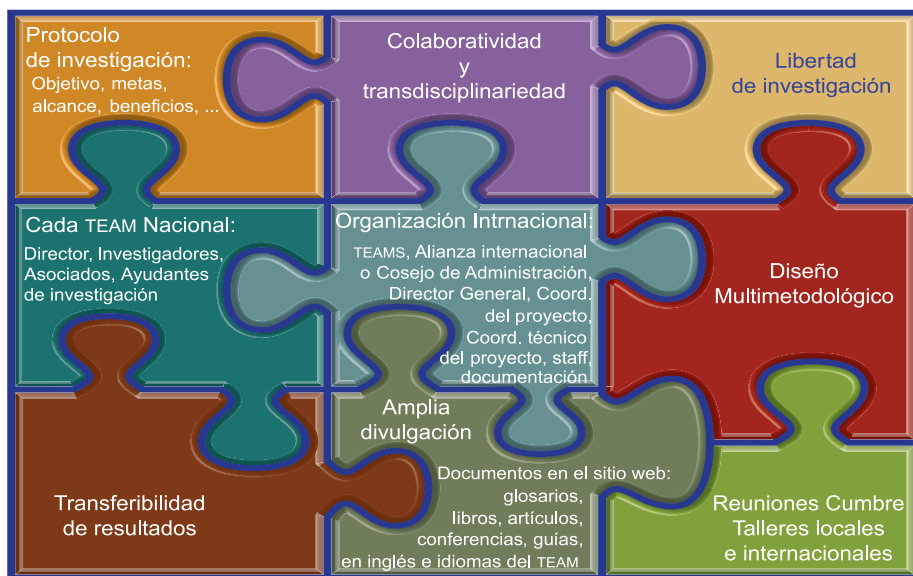 Protocolo
de investigación:
Objetivo, metas,
alcance, beneficios, ...
Colaboratividad
y
transdisciplinariedad
Libertad
de investigación
Cada TEAM Nacional:
Director, Investigadores,
Asociados, Ayudantes
de investigación
Organización Intrnacional:
TEAMS, Alianza internacional
o Cosejo de Administración,
Director General, Coord.
del proyecto,
Coord. técnico
del proyecto, staff,
documentación
Diseño
Multimetodológico
Transferibilidad
de resultados
Amplia
divulgación
Documentos en el sitio web:
glosarios,
libros, artículos,
conferencias, guías,
en inglés e idiomas del TEAM
Reuniones Cumbre
Talleres locales
e internacionales